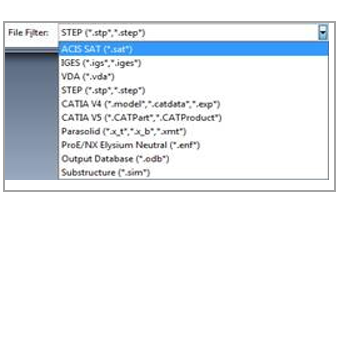 File Filter: STEP (*.stp*,*.step*)
ACIS SAT (*.sat*)
IGES (*.igs*,*.iges*)
VDA (*.vda*)
STEP (*.stp*,*.step*)
CATIA V4 (*.model*,*.catdata*,*.exp*)
CATIA V5 (*.CATPart*,*.CATProduct*)
Parasolid (*.x_t*,*.x_b*,*.xmt*)
ProE/NX Elysium Neutral (*.enf*)
Output Database (*.odb*)
Substructure (*.sim*)